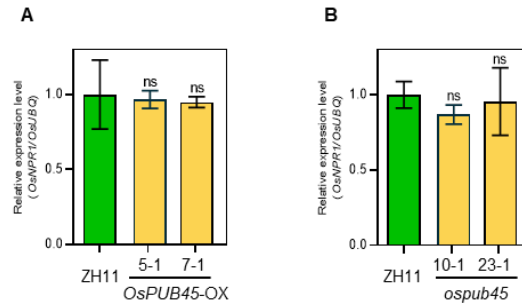 A
Relative expression level
(OsNPR1/OsUBQ)
1.0
0.5
0.0
ns
ns
ZH11
5-1
7-1
OsPUB45-OX
B
Relative expression level
(OsNPR1/OsUBQ)
1.0
0.5
0.0
ns
ns
ZH11
10-1
23-1
ospub45